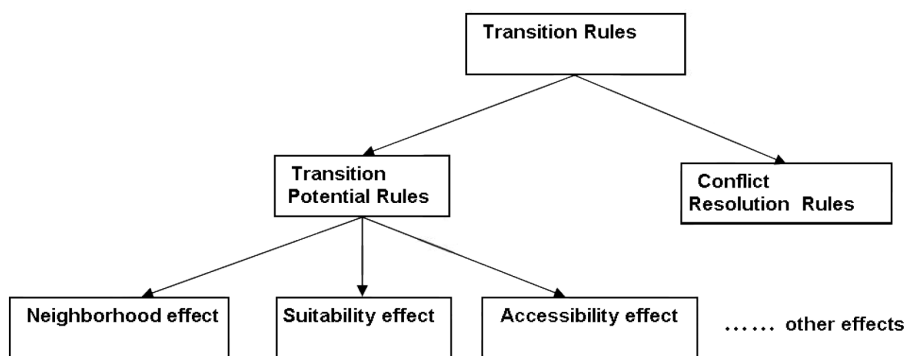 Transition Rules
Transition
Potential Rules
Conflict
Resolution Rules
Neighborhood effect
Suitability effect
Accessibility effect
…… other effects